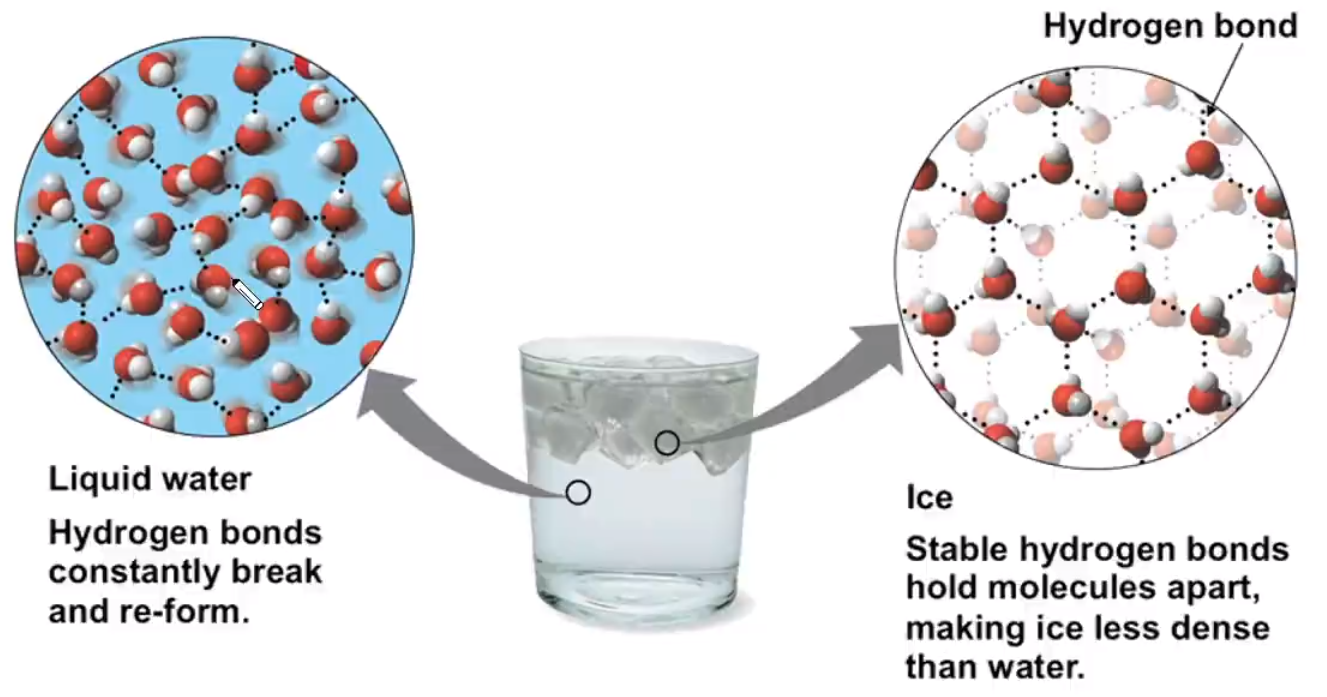 Hydrogen bond
Liquid water
Hydrogen bonds
constantly break
and re-form.
Ice
Stable hydrogen bonds
hold molecules apart,
making ice less dense
than water.